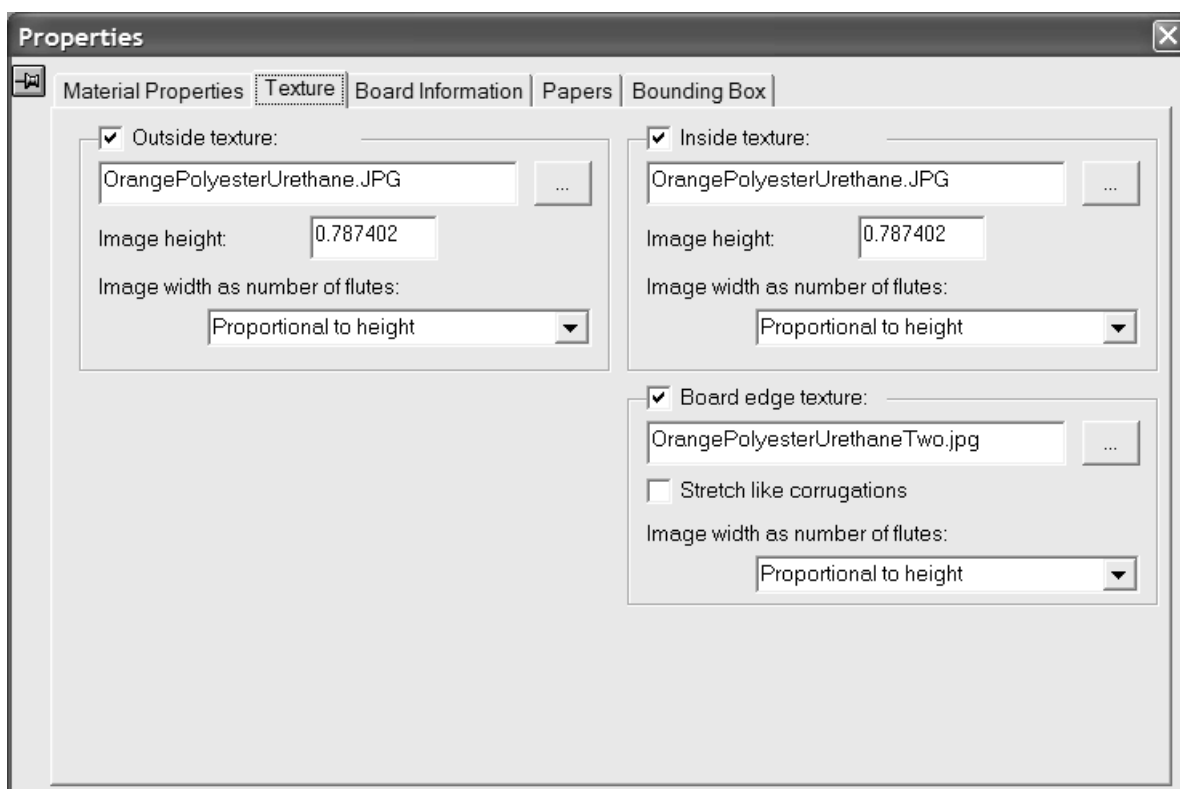 Properties
Material Properties Texture Board Information Papers Bounding Box
Outside texture:
OrangePolyesterUrethane.JPG ...
Image height: 0.787402
Image width as number of flutes:
Proportional to height
Inside texture:
OrangePolyesterUrethane.JPG ...
Image height: 0.787402
Image width as number of flutes:
Proportional to height
Board edge texture:
OrangePolyesterUrethaneTwo.jpg ...
Stretch like corrugations
Image width as number of flutes:
Proportional to height